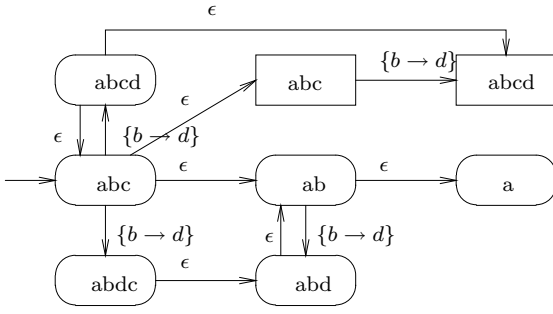 ϵ
abcd abc {b → d} abcd
ϵ {b → d} ϵ
abc ϵ ab ϵ a
{b → d} ϵ {b → d}
abdc ϵ abd